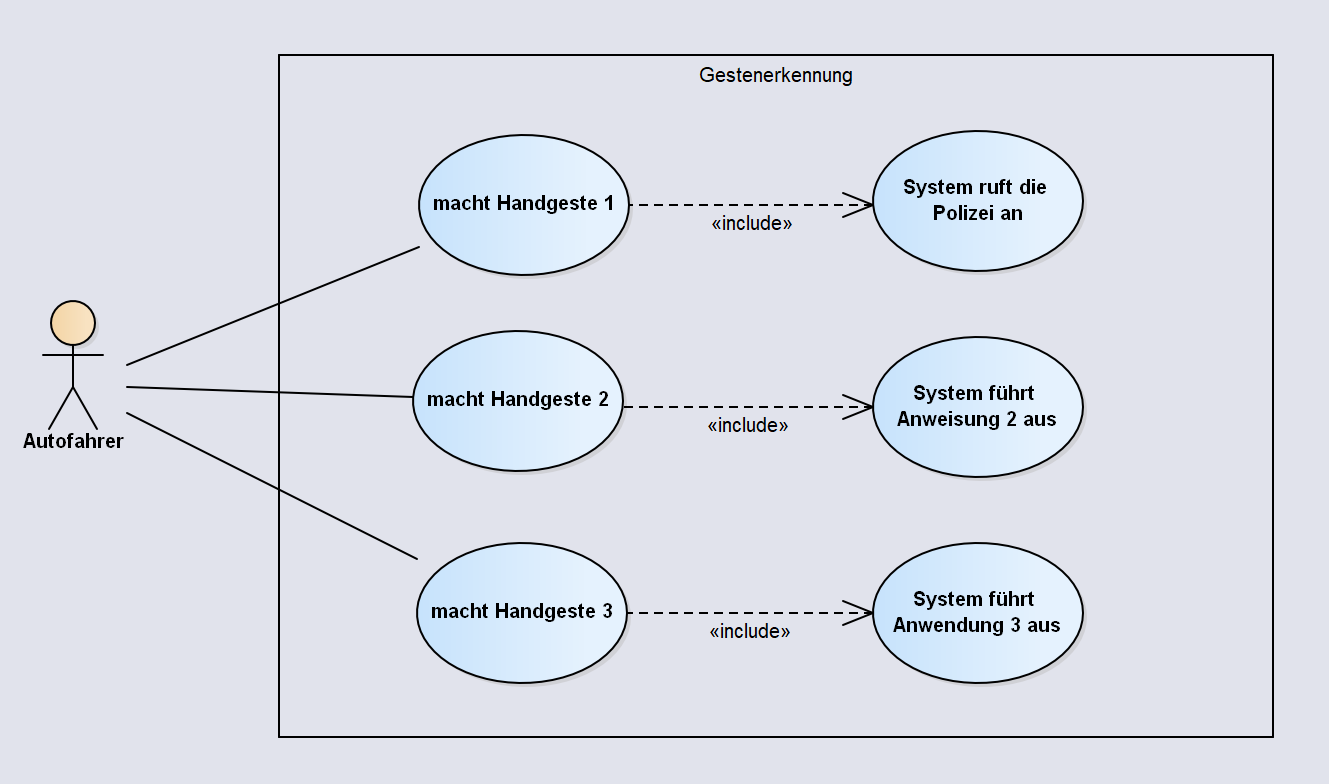 Gestenerkennung
macht Handgeste 1
«include»
System ruft die
Polizei an
macht Handgeste 2
«include»
System führt
Anweisung 2 aus
Autofahrer
macht Handgeste 3
«include»
System führt
Anwendung 3 aus